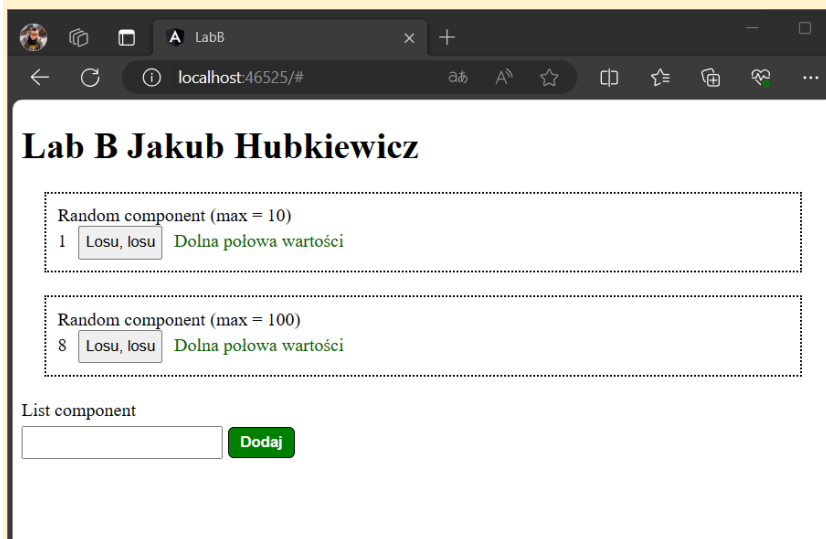 LabB
localhost:46525/#
Lab B Jakub Hubkiewicz
Random component (max = 10)
1 Losu, losu Dolna połowa wartości
Random component (max = 100)
8 Losu, losu Dolna połowa wartości
List component
Dodaj